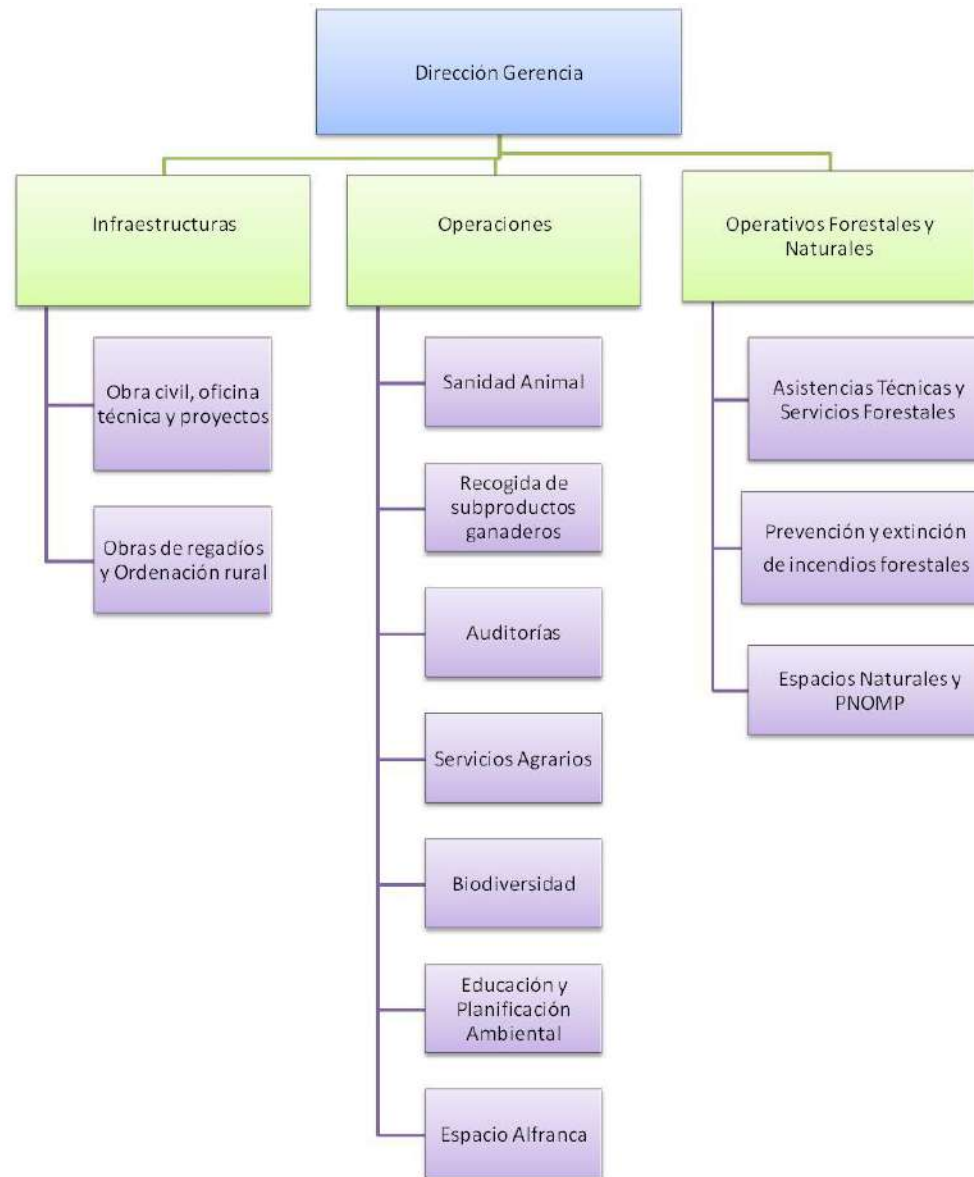 Dirección Gerencia
Infraestructuras
Obra civil, oficina
técnica y proyectos
Obras de regadíos
y Ordenación rural
Operaciones
Sanidad Animal
Recogida de
subproductos
ganaderos
Auditorías
Servicios Agrarios
Biodiversidad
Educación y
Planificación
Ambiental
Espacio Alfranca
Operativos Forestales y
Naturales
Asistencias Técnicas y
Servicios Forestales
Prevención y extinción
de incendios forestales
Espacios Naturales y
PNOMP